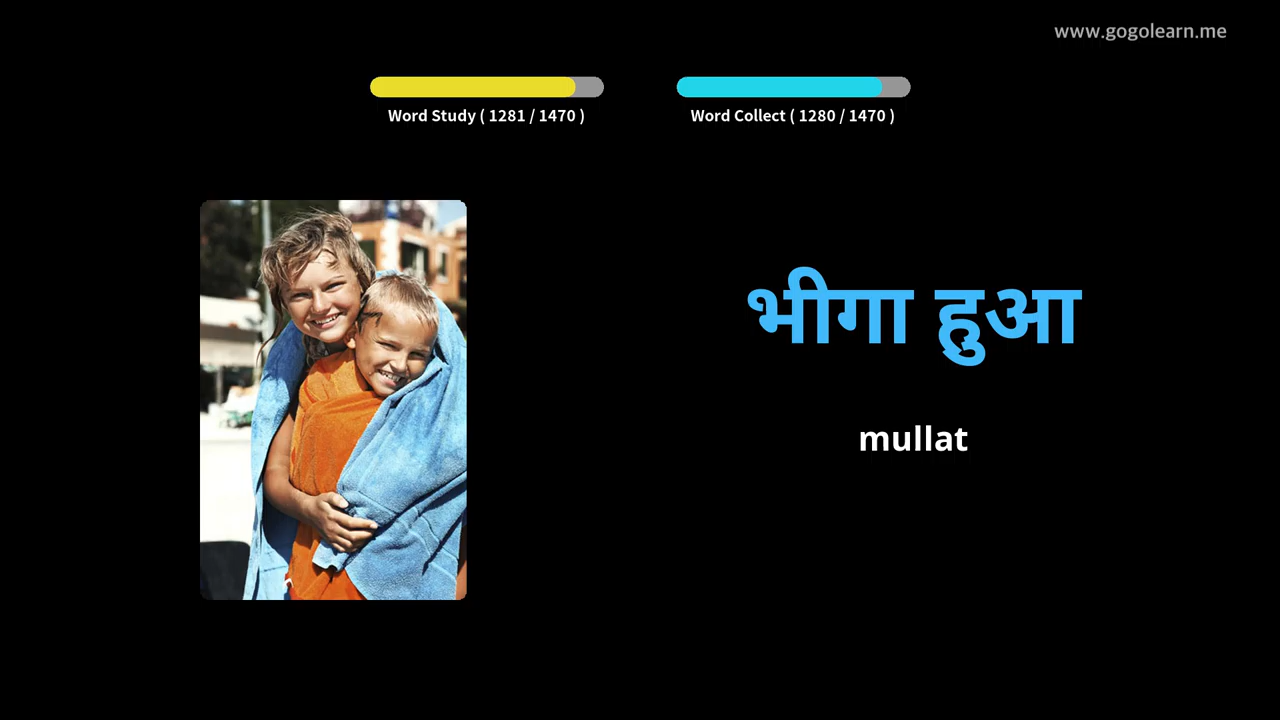 www.gogolearn.me
Word Study ( 1281 / 1470 )
Word Collect ( 1280 / 1470 )
भीगा हुआ
mullat